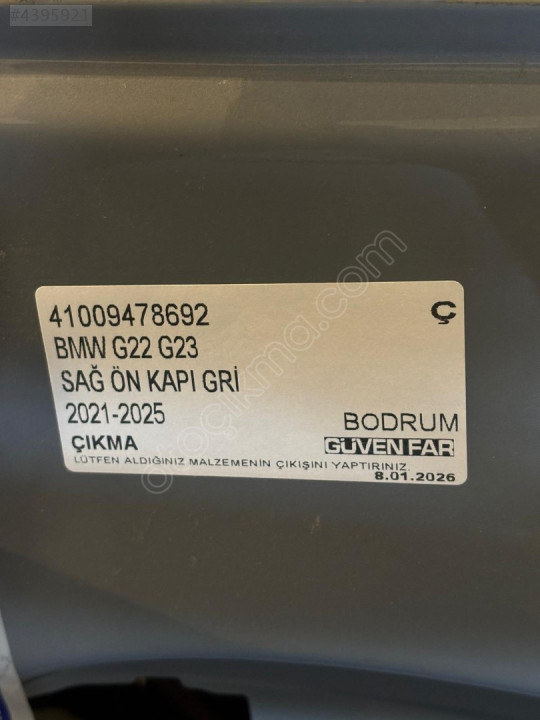 #4395921
41009478692
Ç
BMW G22 G23
SAĞ ÖN KAPI GRİ
2021-2025
BODRUM
ÇIKMA
GÜVEN FAR
LÜTFEN ALDIĞINIZ MALZEMENİN ÇIKIŞINI YAPTIRINIZ.
8.01.2026